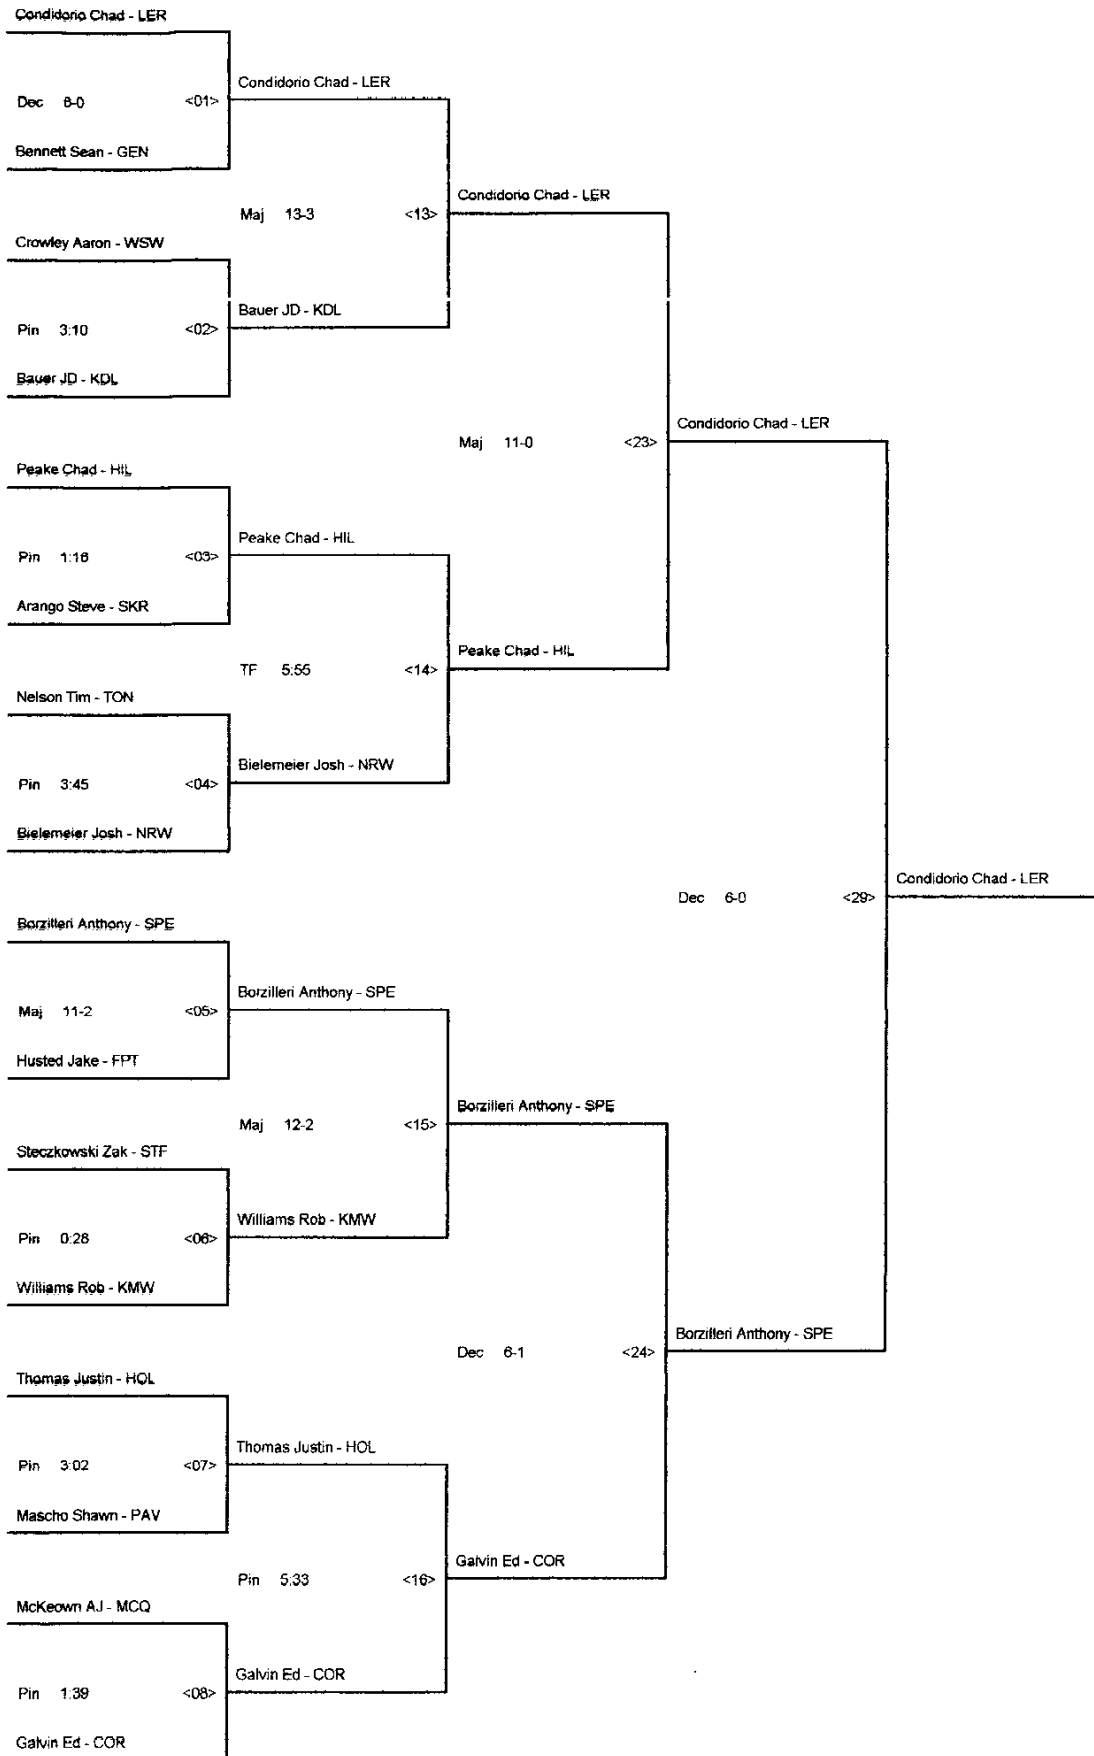 Condidorio Chad - LER
Condidorio Chad - LER
Dec 6-0 <01>
Bennett Sean - GEN
Condidorio Chad - LER
Maj 13-3 <13>
Crowley Aaron - WSW
Bauer JD - KDL
Pin 3:10 <02>
Bauer JD - KDL
Condidorio Chad - LER
Maj 11-0 <23>
Peake Chad - HIL
Peake Chad - HIL
Pin 1:16 <03>
Arango Steve - SKR
Peake Chad - HIL
TF 5:55 <14>
Nelson Tim - TON
Bielemeier Josh - NRW
Pin 3:45 <04>
Bielemeier Josh - NRW
Condidorio Chad - LER
Dec 6-0 <29>
Borzilleri Anthony - SPE
Borzilleri Anthony - SPE
Maj 11-2 <05>
Husted Jake - FPT
Borzilleri Anthony - SPE
Maj 12-2 <15>
Steczkowski Zak - STF
Williams Rob - KMW
Pin 0:28 <06>
Williams Rob - KMW
Borzilleri Anthony - SPE
Dec 6-1 <24>
Thomas Justin - HOL
Thomas Justin - HOL
Pin 3:02 <07>
Mascho Shawn - PAV
Galvin Ed - COR
Pin 5:33 <16>
McKeown AJ - MCQ
Galvin Ed - COR
Pin 1:39 <08>
Galvin Ed - COR